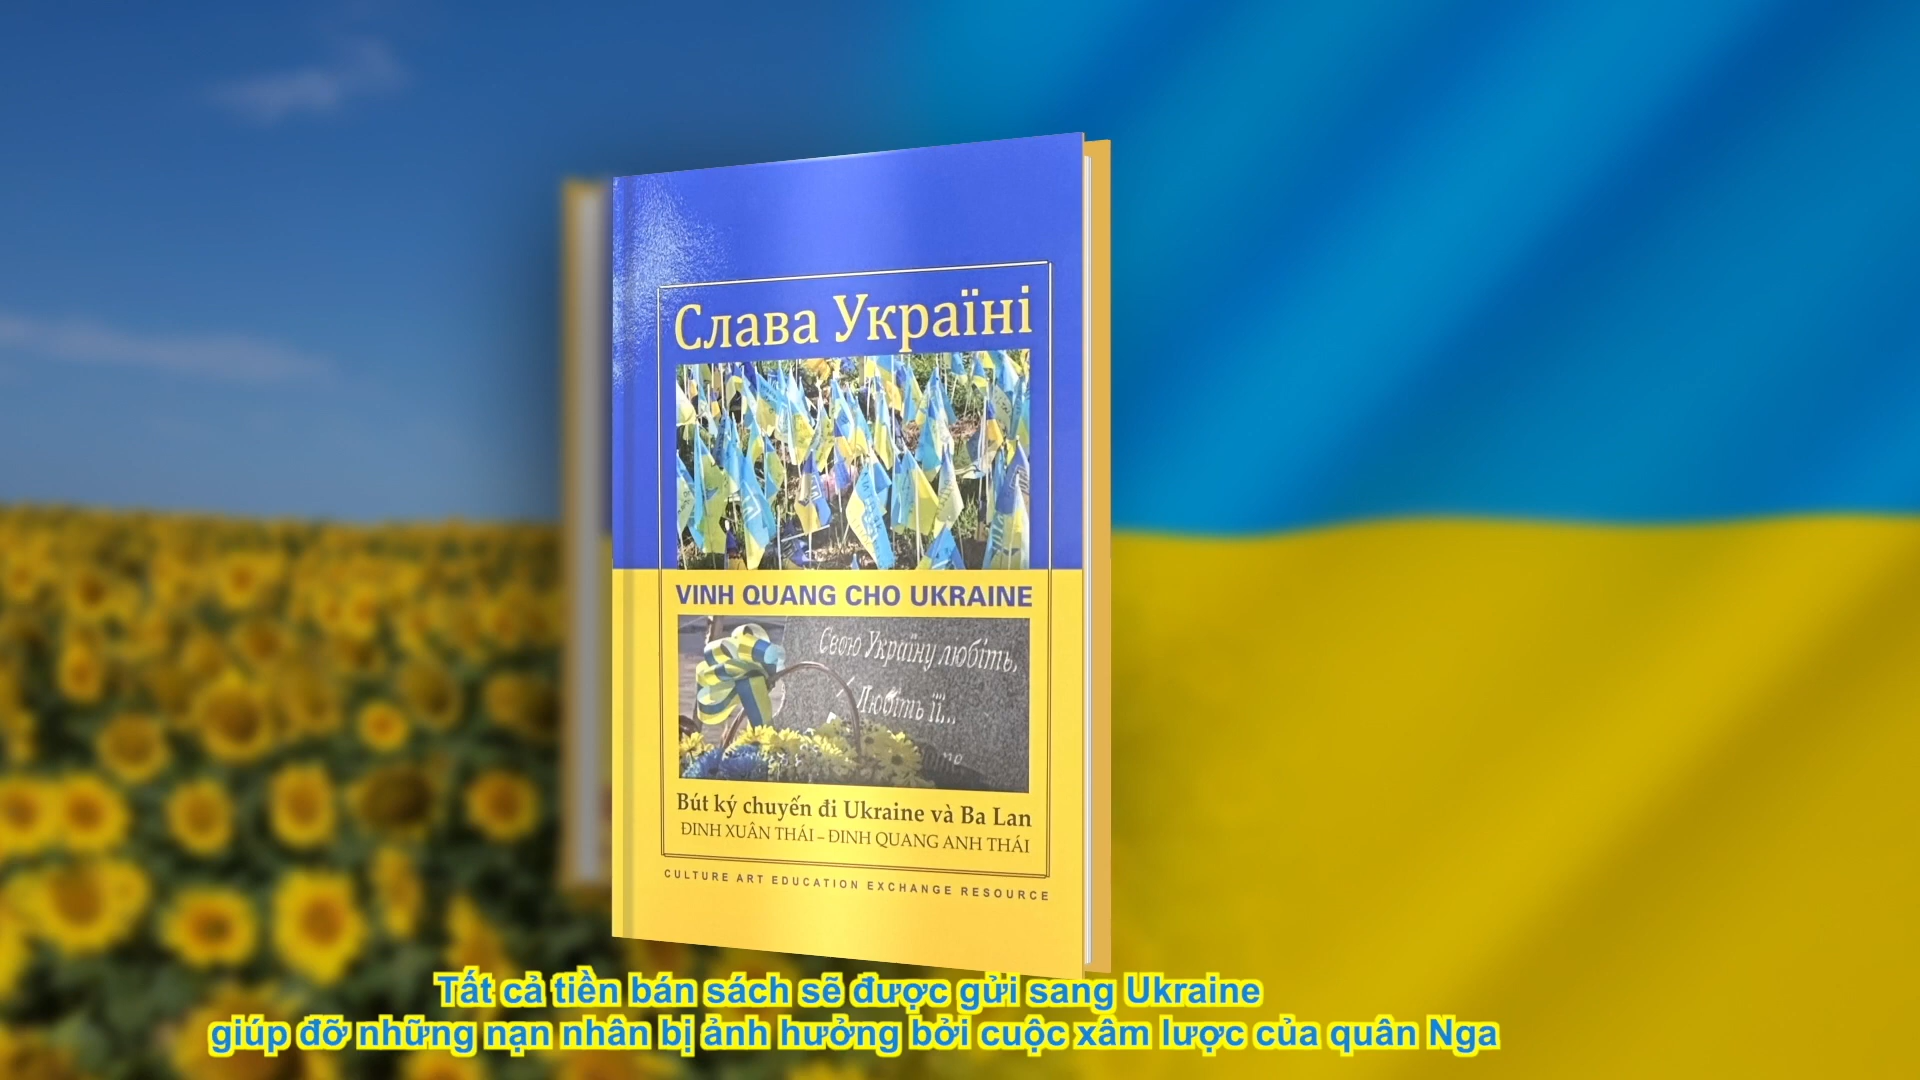 Слава Україні
VINH QUANG CHO UKRAINE
Свою Україну любіть,
Любіть її...
Bút ký chuyến đi Ukraine và Ba Lan
ĐINH XUÂN THÁI – ĐINH QUANG ANH THÁI
CULTURE ART EDUCATION EXCHANGE RESOURCE
Tất cả tiền bán sách sẽ được gửi sang Ukraine
giúp đỡ những nạn nhân bị ảnh hưởng bởi cuộc xâm lược của quân Nga